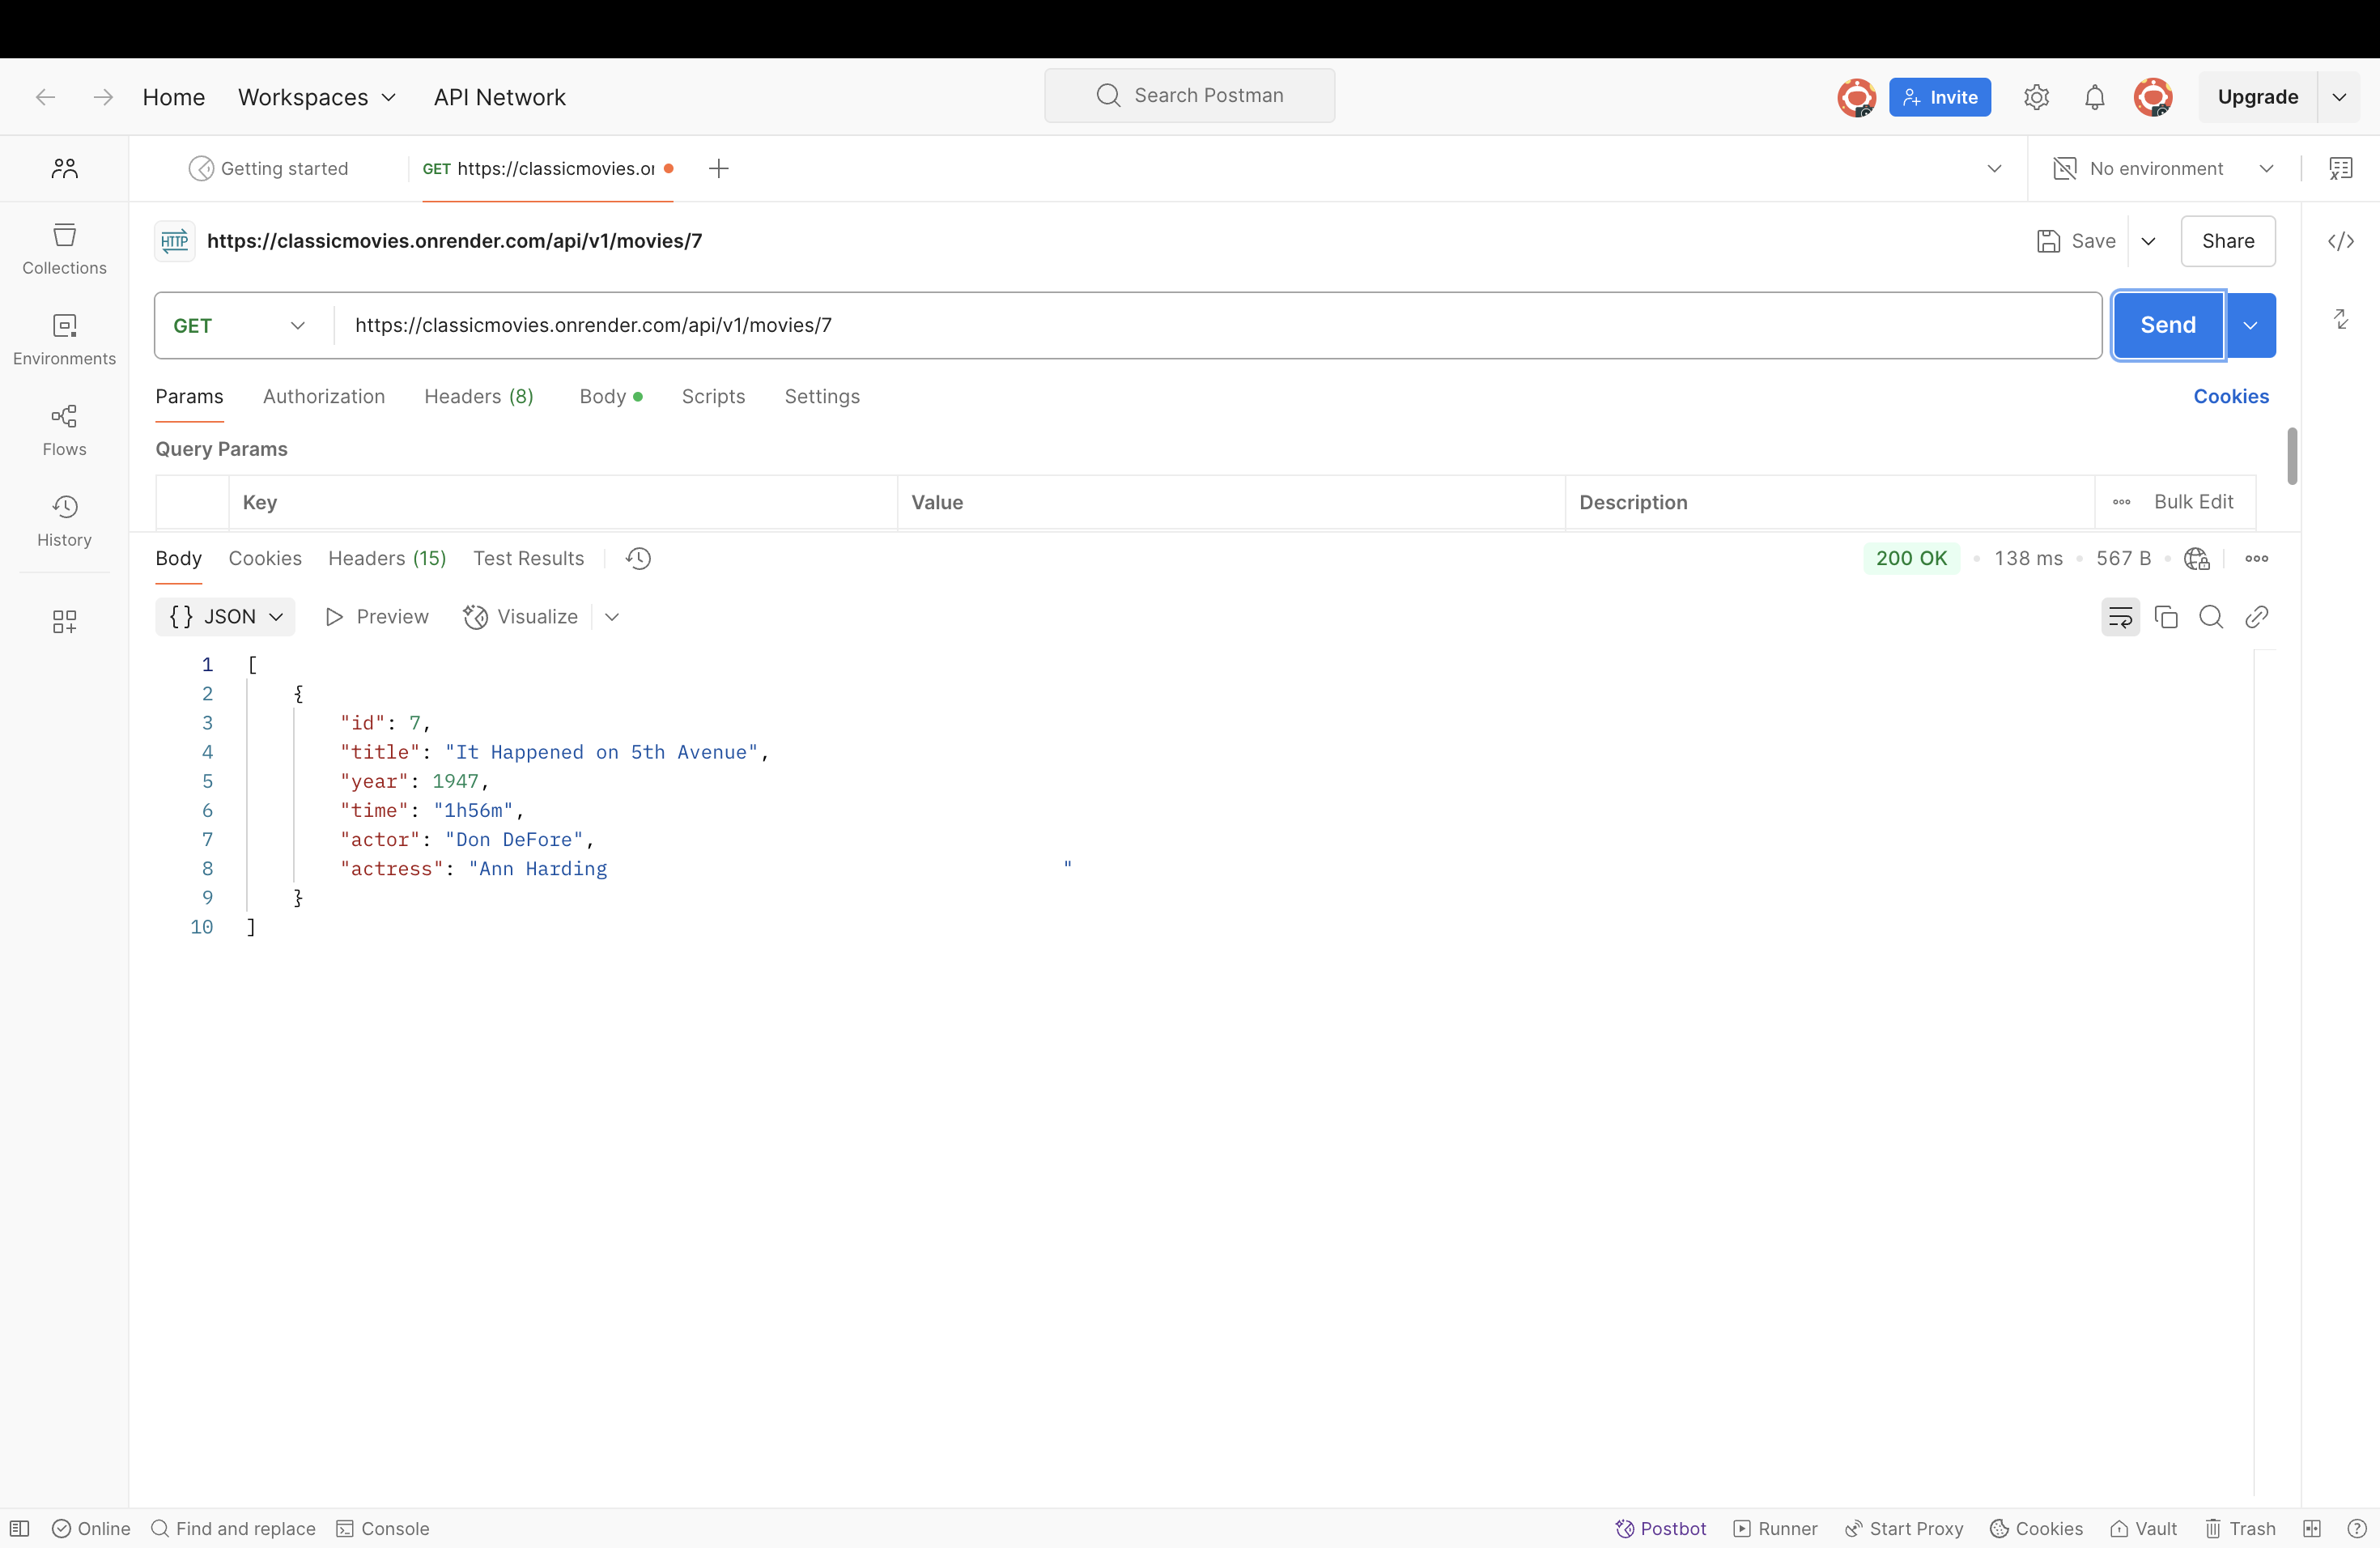 Home Workspaces API Network Search Postman Invite Upgrade
Getting started GET https://classicmovies.or No environment
HTTP https://classicmovies.onrender.com/api/v1/movies/7 Save Share
Collections
GET https://classicmovies.onrender.com/api/v1/movies/7 Send
Environments
Params Authorization Headers (8) Body Scripts Settings Cookies
Flows
Query Params
Key Value Description Bulk Edit
History
Body Cookies Headers (15) Test Results 200 OK 138 ms 567 B
{} JSON Preview Visualize
1 [
2 {
3 "id": 7,
4 "title": "It Happened on 5th Avenue",
5 "year": 1947,
6 "time": "1h56m",
7 "actor": "Don DeFore",
8 "actress": "Ann Harding                                       "
9 }
10 ]
Online Find and replace Console Postbot Runner Start Proxy Cookies Vault Trash